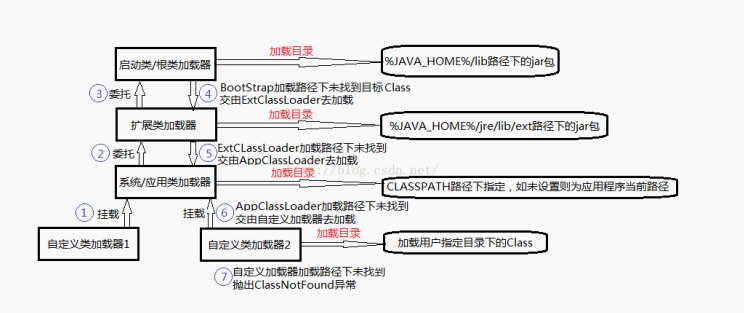 加载目录
启动类/根类加载器
%JAVA_HOME%/lib路径下的jar包
③ 委托
④ BootStrap加载路径下未找到目标Class
交由ExtClassLoader去加载
加载目录
扩展类加载器
%JAVA_HOME%/jre/lib/ext路径下的jar包
② 委托
⑤ ExtCLassLoader加载路径下未找到
交由AppClassLoader去加载
://blog.csdn.net/
加载目录
系统/应用类加载器
CLASSPATH路径下指定，如未设置则为应用程序当前路径
① 挂载
挂载 ⑥ AppClassLoader加载路径下未找到
交由自定义加载器去加载
加载目录
自定义类加载器1
自定义类加载器2
加载用户指定目录下的Class
⑦ 自定义加载器加载路径下未找到
抛出ClassNotFound异常